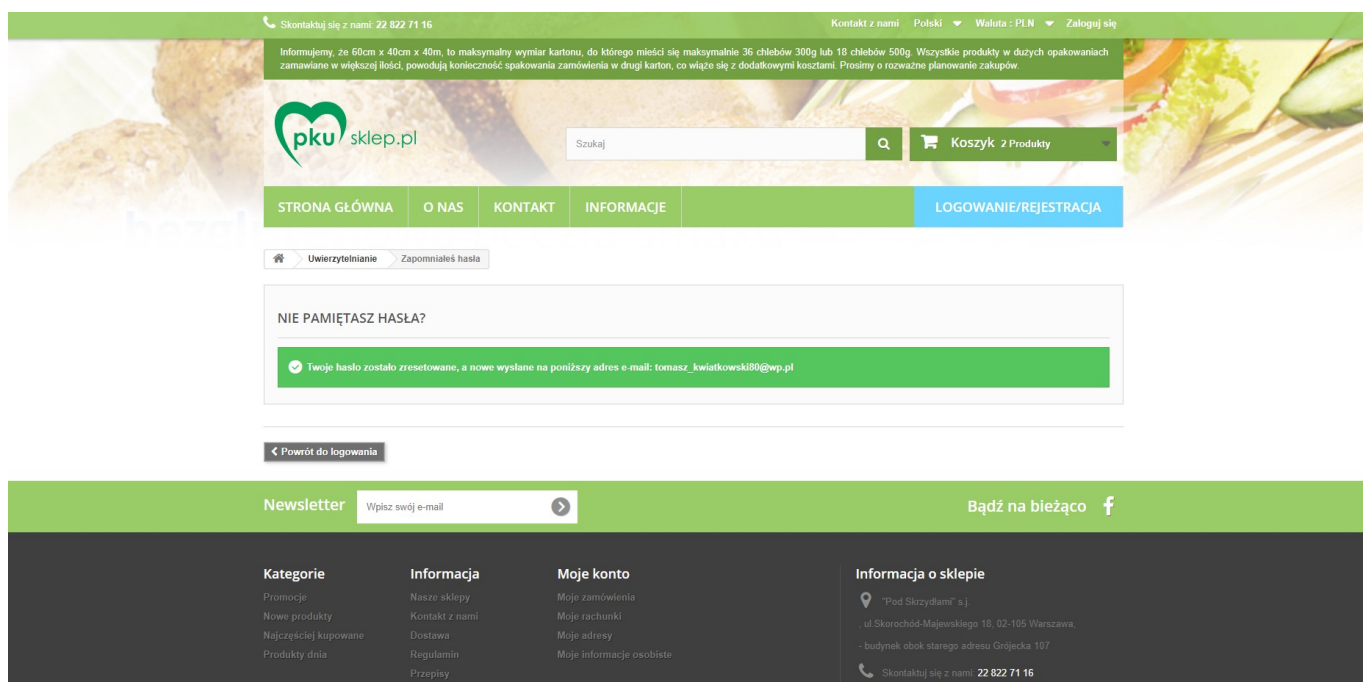 Skontaktuj się z nami: 22 822 71 16
Kontakt z nami Polski Waluta : PLN Zaloguj się
Informujemy, że 60cm x 40cm x 40m, to maksymalny wymiar kartonu, do którego mieści się maksymalnie 36 chlebów 300g lub 18 chlebów 500g. Wszystkie produkty w dużych opakowaniach
zamawiane w większej ilości, powodują konieczność spakowania zamówienia w drugi karton, co wiąże się z dodatkowymi kosztami. Prosimy o rozważne planowanie zakupów.
pku sklep.pl
Szukaj
Koszyk 2 Produkty
STRONA GŁÓWNA O NAS KONTAKT INFORMACJE LOGOWANIE/REJESTRACJA
Uwierzytelnianie Zapomniałeś hasła
NIE PAMIĘTASZ HASŁA?
Twoje hasło zostało zresetowane, a nowe wysłane na poniższy adres e-mail: tomasz_kwiatkowski80@wp.pl
Powrót do logowania
Newsletter Wpisz swój e-mail Bądź na bieżąco
Kategorie
Promocje
Nowe produkty
Najczęściej kupowane
Produkty dnia
Informacja
Nasze sklepy
Kontakt z nami
Dostawa
Regulamin
Przepisy
Moje konto
Moje zamówienia
Moje rachunki
Moje adresy
Moje informacje osobiste
Informacja o sklepie
"Pod Skrzydłami" s.j.
, ul.Skorochód-Majewskiego 18, 02-105 Warszawa,
- budynek obok starego adresu Grójecka 107
Skontaktuj się z nami: 22 822 71 16